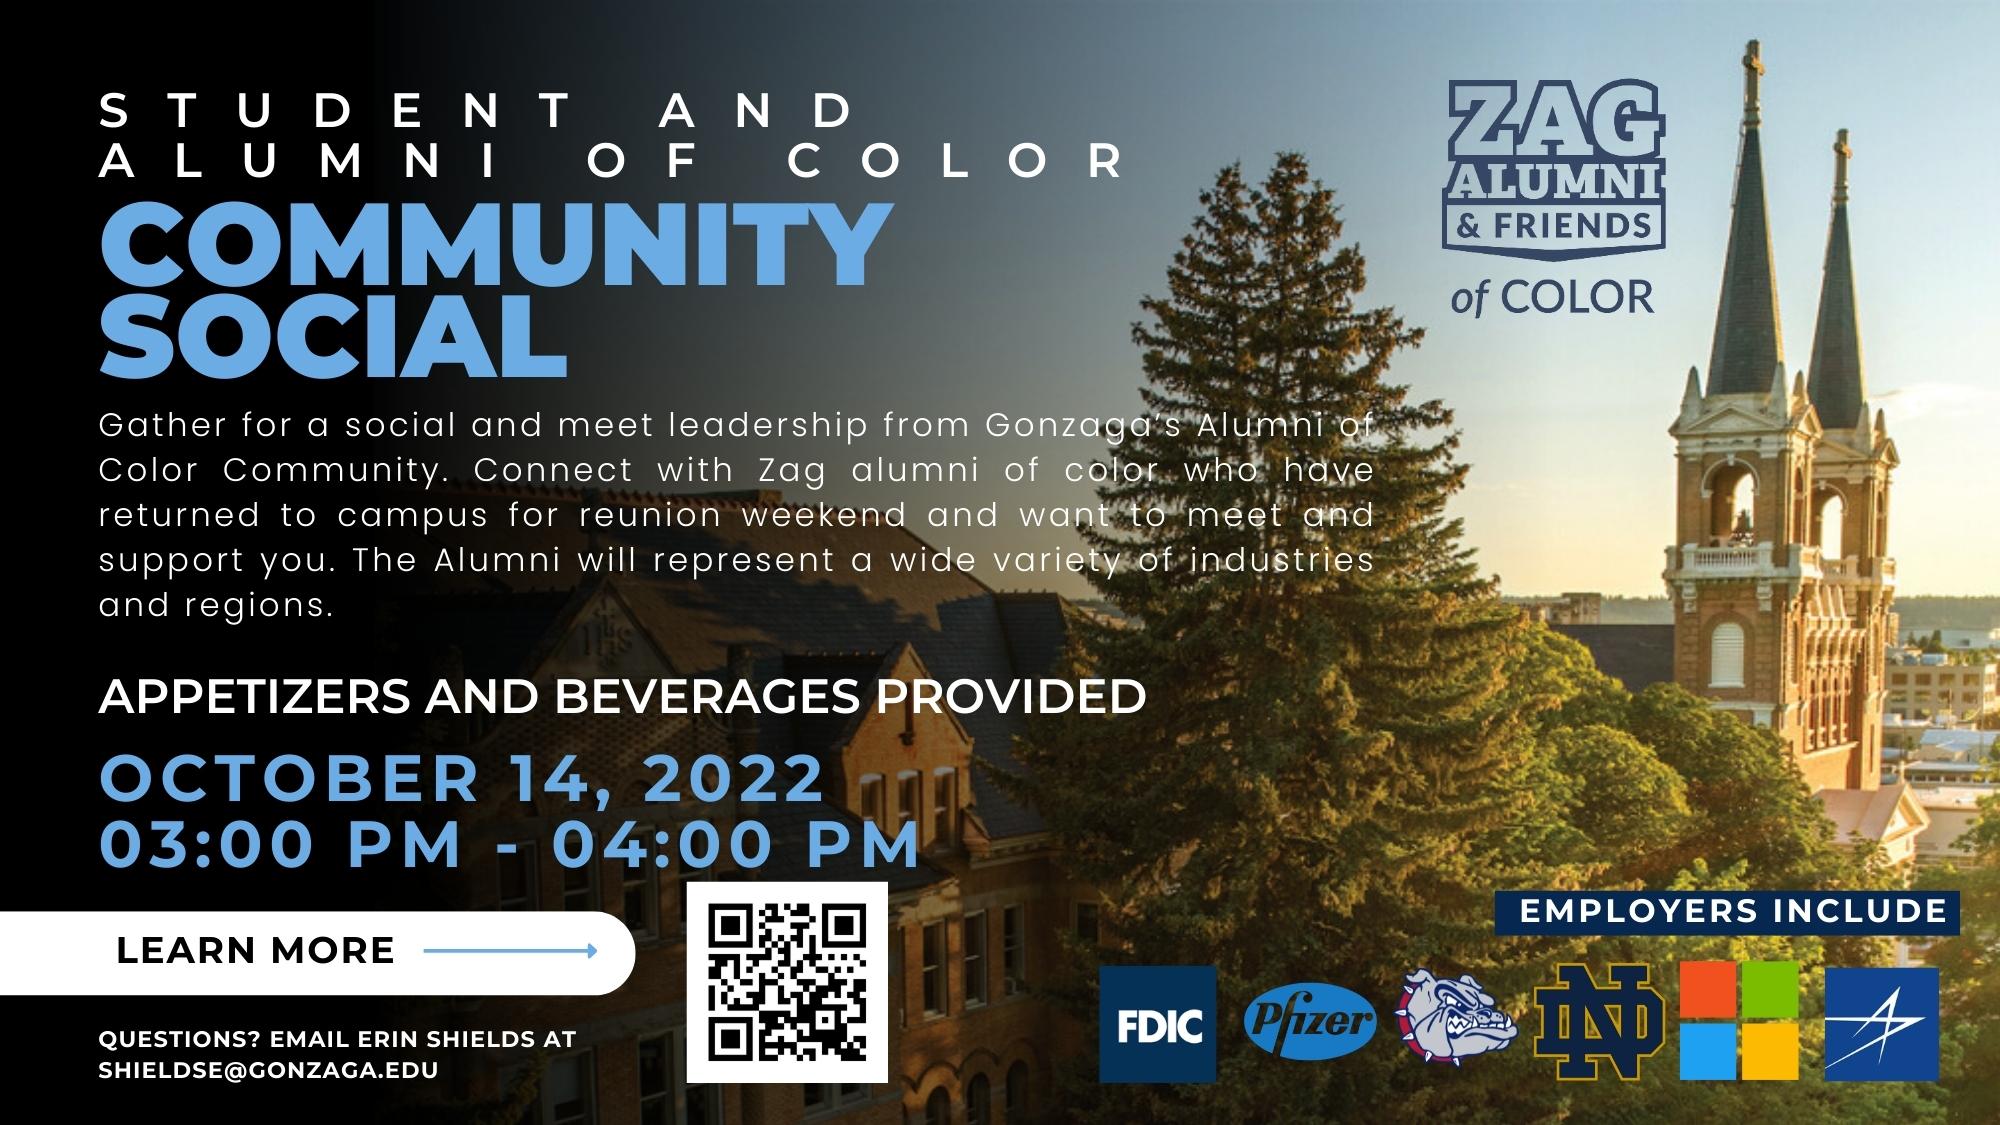 STUDENT AND
ALUMNI OF COLOR
COMMUNITY
SOCIAL
Gather for a social and meet leadership from Gonzaga's Alumni of
Color Community. Connect with Zag alumni of color who have
returned to campus for reunion weekend and want to meet and
support you. The Alumni will represent a wide variety of industries
and regions.
APPETIZERS AND BEVERAGES PROVIDED
OCTOBER 14, 2022
03:00 PM - 04:00 PM
LEARN MORE
QUESTIONS? EMAIL ERIN SHIELDS AT
SHIELDSE@GONZAGA.EDU
ZAG
ALUMNI
& FRIENDS
of COLOR
EMPLOYERS INCLUDE
FDIC
Pfizer
ND
IHS